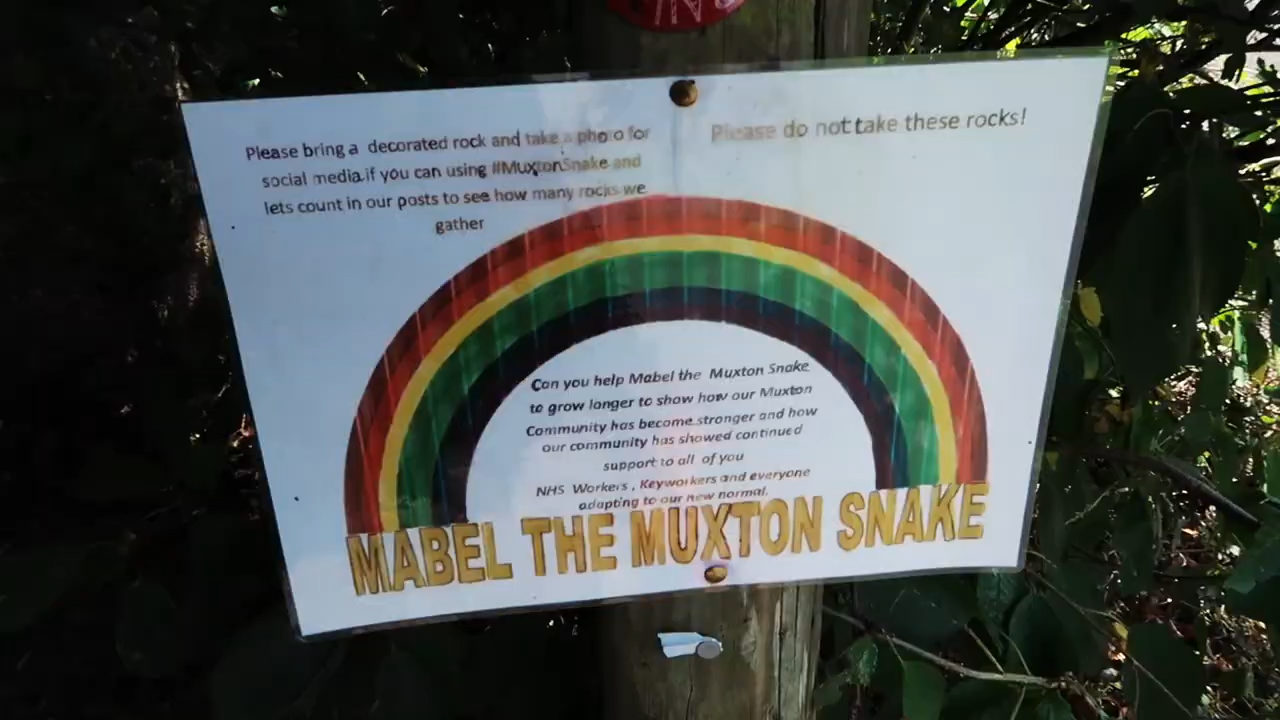 Please bring a decorated rock and take a photo for
social media.if you can using #MuxtonSnake and
lets count in our posts to see how many rocks we
gather
Please do not take these rocks!
Can you help Mabel the Muxton Snake
to grow longer to show how our Muxton
Community has become stronger and how
our community has showed continued
support to all of you
NHS Workers , Keyworkers and everyone
adapting to our new normal.
MABEL THE MUXTON SNAKE